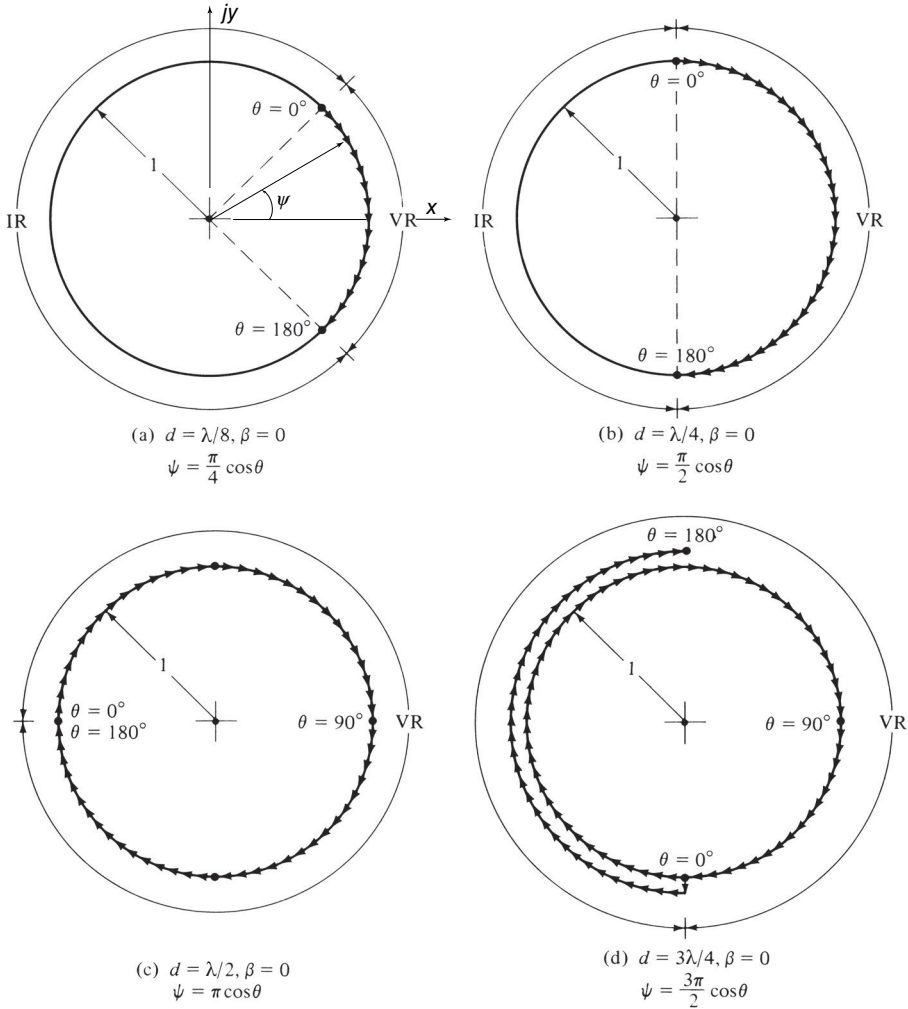 jy
θ = 0°
1
ψ
IR
VR
x
θ = 180°
(a) d = λ/8, β = 0
ψ = π/4 cosθ
θ = 0°
1
IR
VR
θ = 180°
(b) d = λ/4, β = 0
ψ = π/2 cosθ
1
θ = 0°
θ = 180°
θ = 90°
VR
(c) d = λ/2, β = 0
ψ = π cosθ
θ = 180°
1
θ = 90°
VR
θ = 0°
(d) d = 3λ/4, β = 0
ψ = 3π/2 cosθ